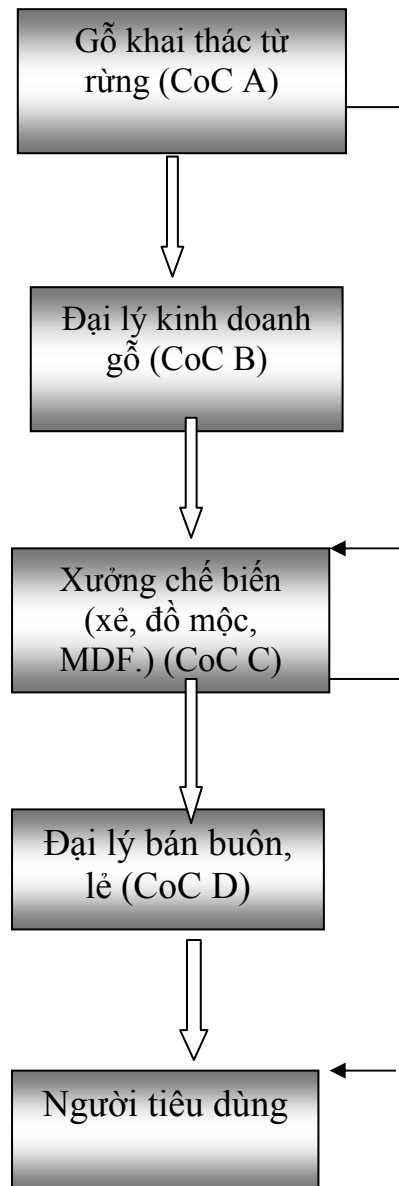 Gỗ khai thác từ
rừng (CoC A)
Đại lý kinh doanh
gỗ (CoC B)
Xưởng chế biến
(xẻ, đồ mộc,
MDF.) (CoC C)
Đại lý bán buôn,
lẻ (CoC D)
Người tiêu dùng